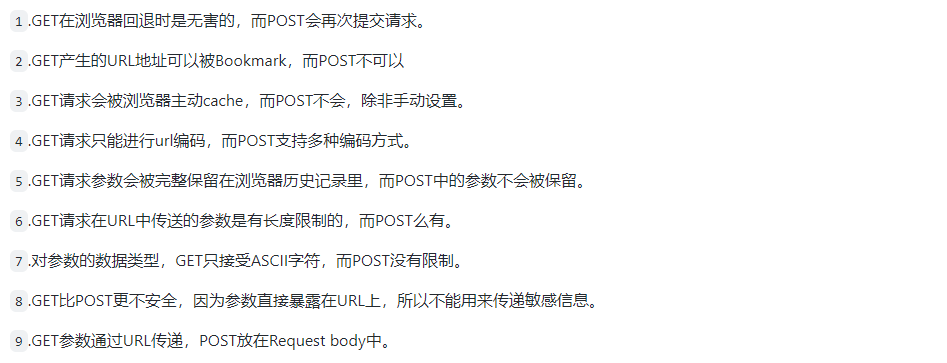 1.GET在浏览器回退时是无害的，而POST会再次提交请求。
2.GET产生的URL地址可以被Bookmark，而POST不可以
3.GET请求会被浏览器主动cache，而POST不会，除非手动设置。
4.GET请求只能进行url编码，而POST支持多种编码方式。
5.GET请求参数会被完整保留在浏览器历史记录里，而POST中的参数不会被保留。
6.GET请求在URL中传送的参数是有长度限制的，而POST么有。
7.对参数的数据类型，GET只接受ASCII字符，而POST没有限制。
8.GET比POST更不安全，因为参数直接暴露在URL上，所以不能用来传递敏感信息。
9.GET参数通过URL传递，POST放在Request body中。